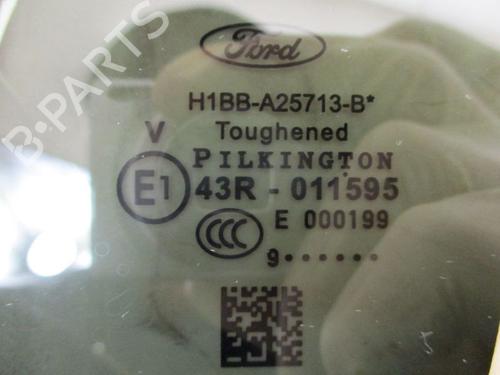 B-PARTS
Ford
H1BB-A25713-B*
V Toughened
PILKINGTON
E1 43R - 011595
CCC E 000199
9••••••